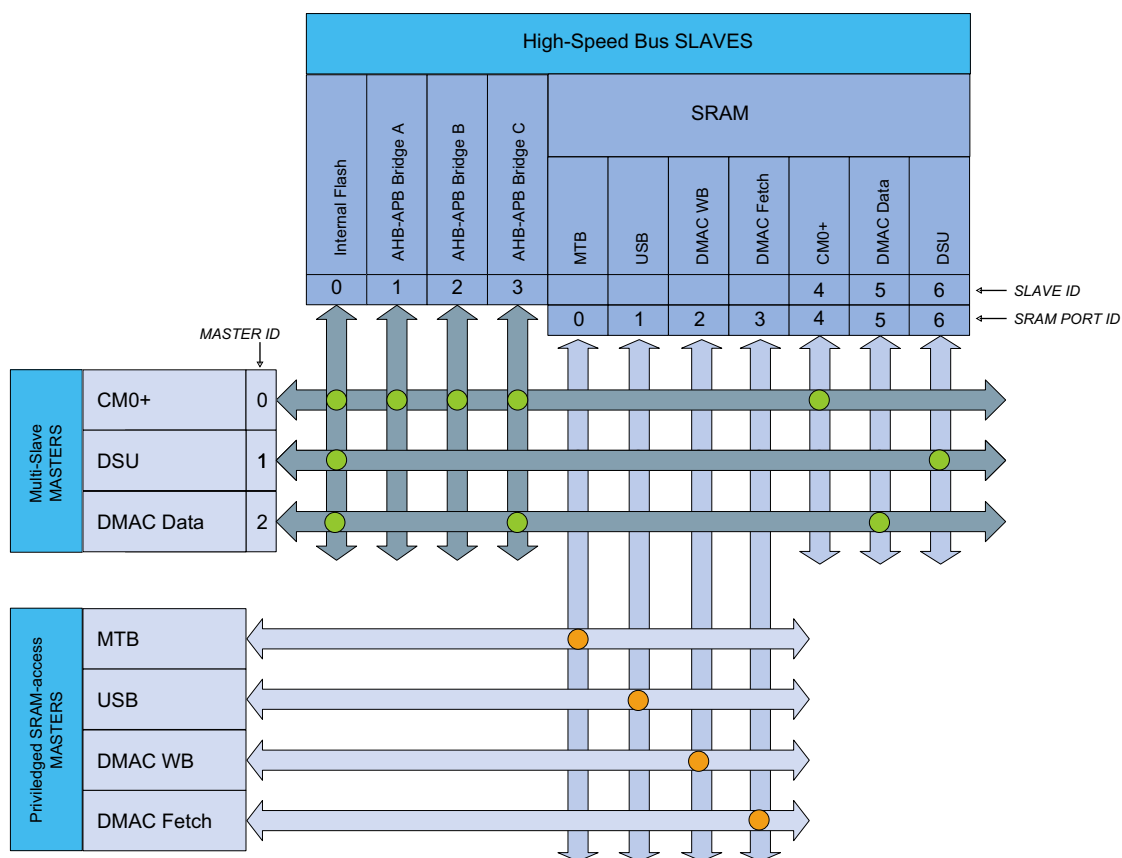 High-Speed Bus SLAVES
SRAM
Internal Flash
AHB-APB Bridge A
AHB-APB Bridge B
AHB-APB Bridge C
MTB
USB
DMAC WB
DMAC Fetch
CM0+
DMAC Data
DSU
0 1 2 3 4 5 6 SLAVE ID
0 1 2 3 4 5 6 SRAM PORT ID
MASTER ID
Multi-Slave
MASTERS
CM0+ 0
DSU 1
DMAC Data 2
Priviledged SRAM-access
MASTERS
MTB
USB
DMAC WB
DMAC Fetch